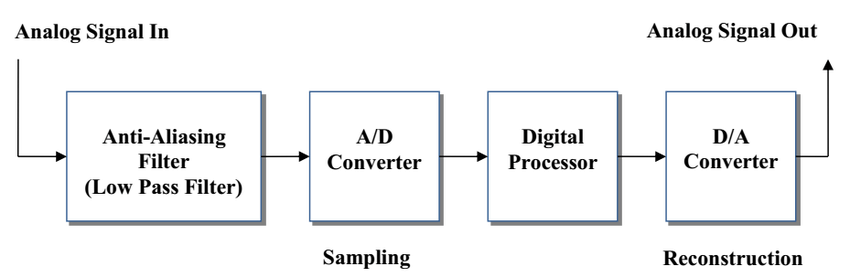 Analog Signal In
Analog Signal Out
Anti-Aliasing
Filter
(Low Pass Filter)
A/D
Converter
Digital
Processor
D/A
Converter
Sampling
Reconstruction